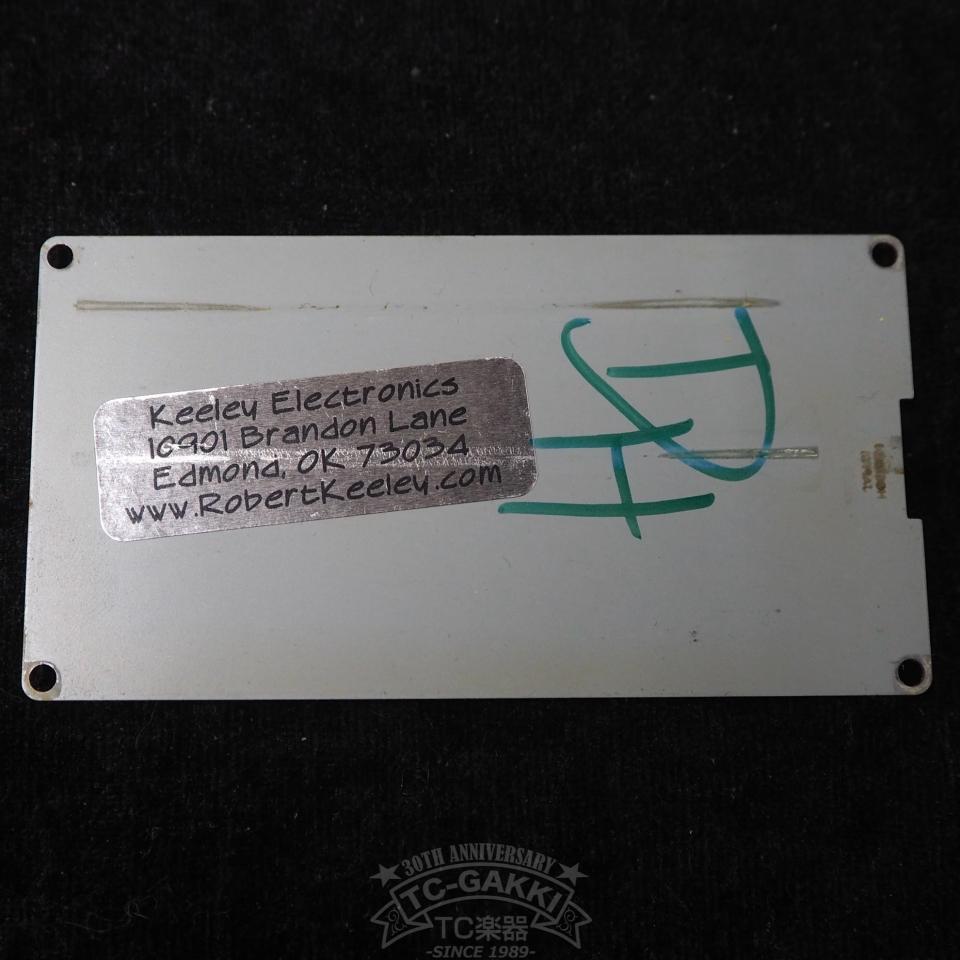 Keeley Electronics
16901 Brandon Lane
Edmond, OK 73034
www.RobertKeeley.com
30TH ANNIVERSARY
TC-GAKKI
TC楽器
-SINCE 1989-